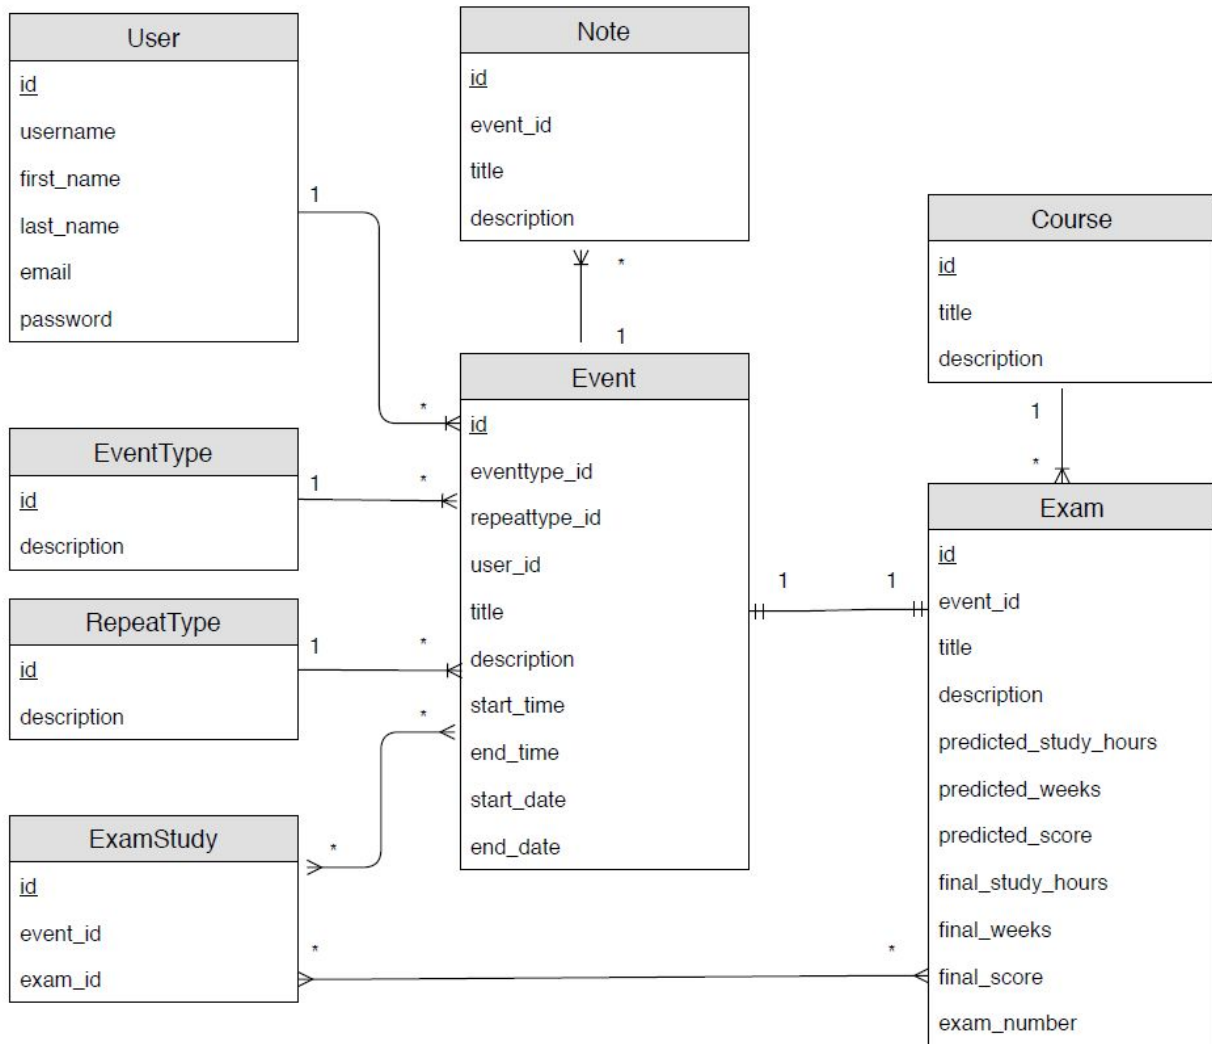 User
id
username
first_name
last_name
email
password
Note
id
event_id
title
description
Course
id
title
description
1
*
1
1
*
*
Event
id
eventtype_id
repeattype_id
user_id
title
description
start_time
end_time
start_date
end_date
EventType
id
description
1
*
RepeatType
id
description
1
*
*
*
ExamStudy
id
event_id
exam_id
*
*
1
1
Exam
id
event_id
title
description
predicted_study_hours
predicted_weeks
predicted_score
final_study_hours
final_weeks
final_score
exam_number